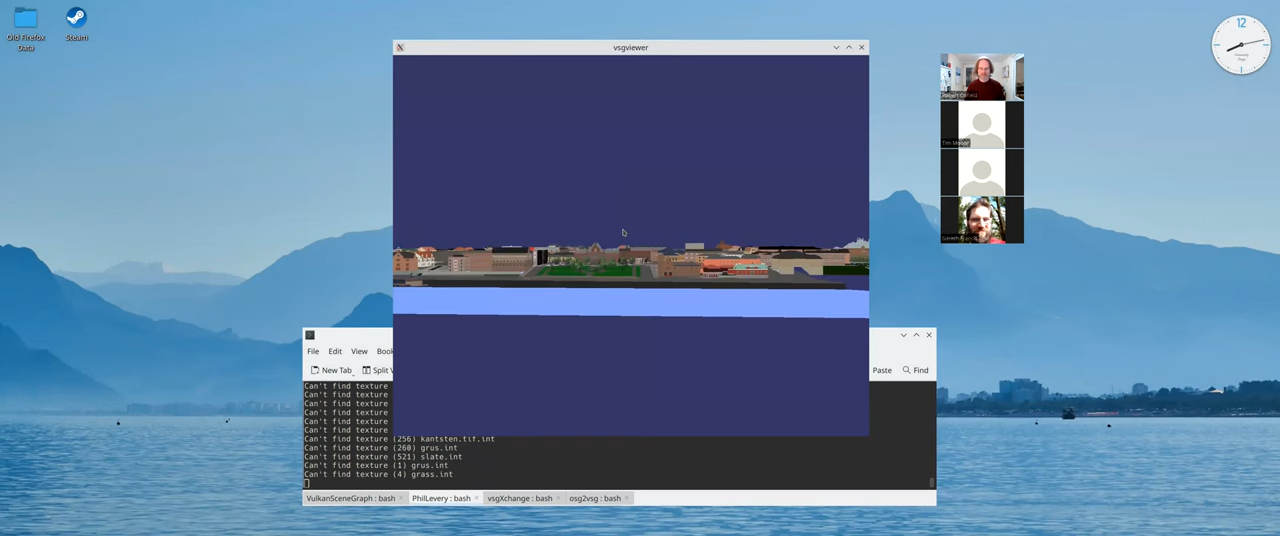 Old Firefox
Data
Steam
12
vsgviewer
File Edit View
New Tab Split
Paste Find
Can't find texture
Can't find texture
Can't find texture
Can't find texture
Can't find texture
Can't find texture
Can't find texture (256) kantsten.tif.int
Can't find texture (260) grus.int
Can't find texture (521) slate.int
Can't find texture (1) grus.int
Can't find texture (4) grass.int
VulkanSceneGraph : bash PhilLevery : bash vsgXchange : bash osg2vsg : bash